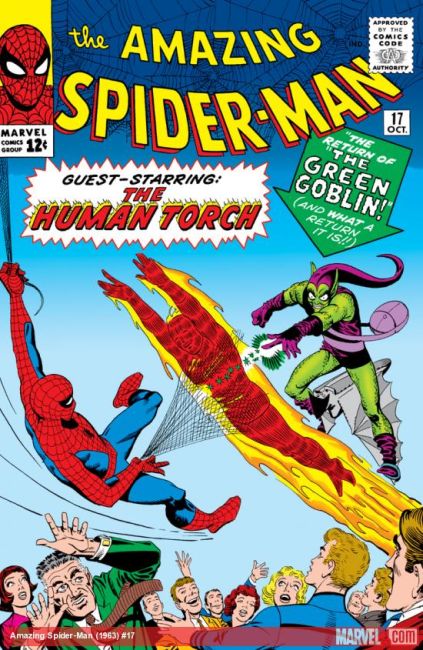 the AMAZING
SPIDER-MAN
APPROVED
BY THE
COMICS
CODE
AUTHORITY
MARVEL
COMICS
GROUP 12¢
IND.
17
OCT.
GUEST-STARRING:
THE
HUMAN TORCH
"THE
RETURN OF
"THE
GREEN
GOBLIN!"
(AND WHAT A
RETURN
IT IS!!)
Amazing Spider-Man (1963) #17
MARVEL.COM